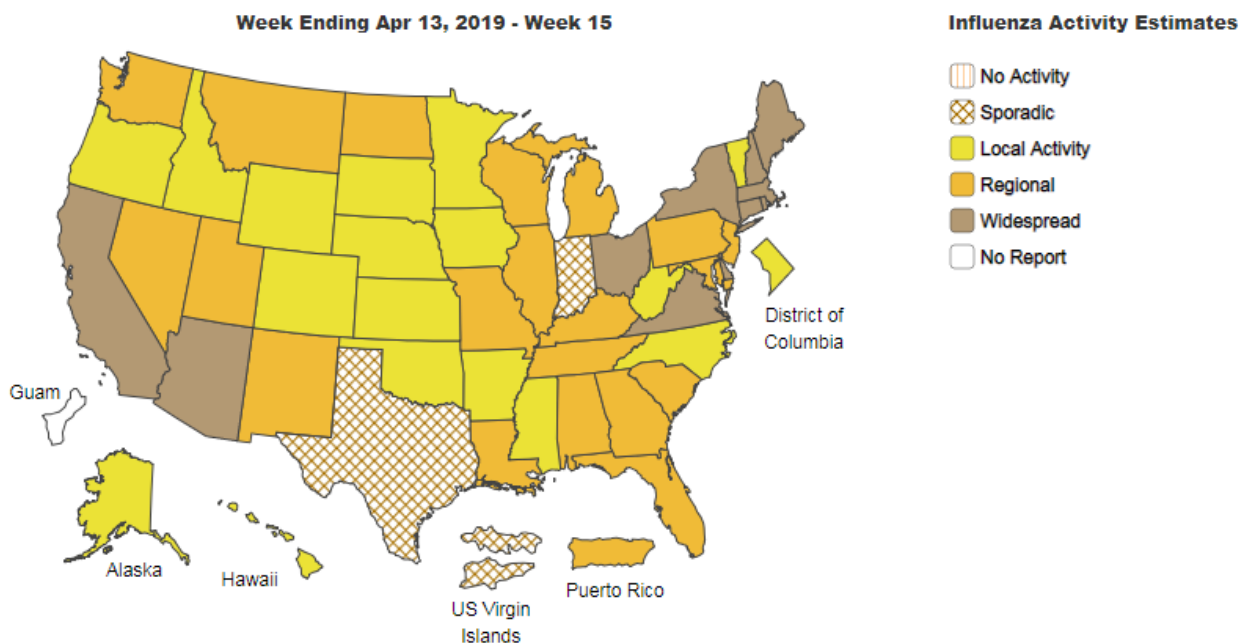 Week Ending Apr 13, 2019 - Week 15
Influenza Activity Estimates
No Activity
Sporadic
Local Activity
Regional
Widespread
No Report
District of
Columbia
Guam
Alaska
Hawaii
US Virgin
Islands
Puerto Rico